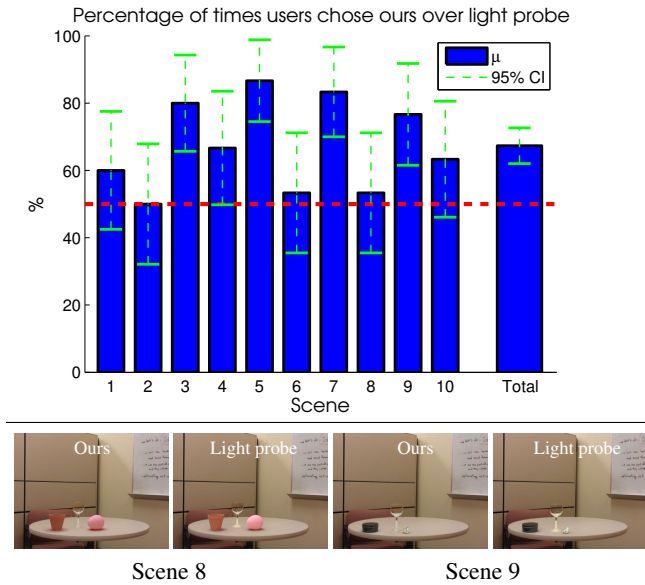 Percentage of times users chose ours over light probe
100
80
60
40
20
0
%
μ
95% CI
1 2 3 4 5 6 7 8 9 10 Total
Scene
Ours Light probe Ours Light probe
Scene 8 Scene 9